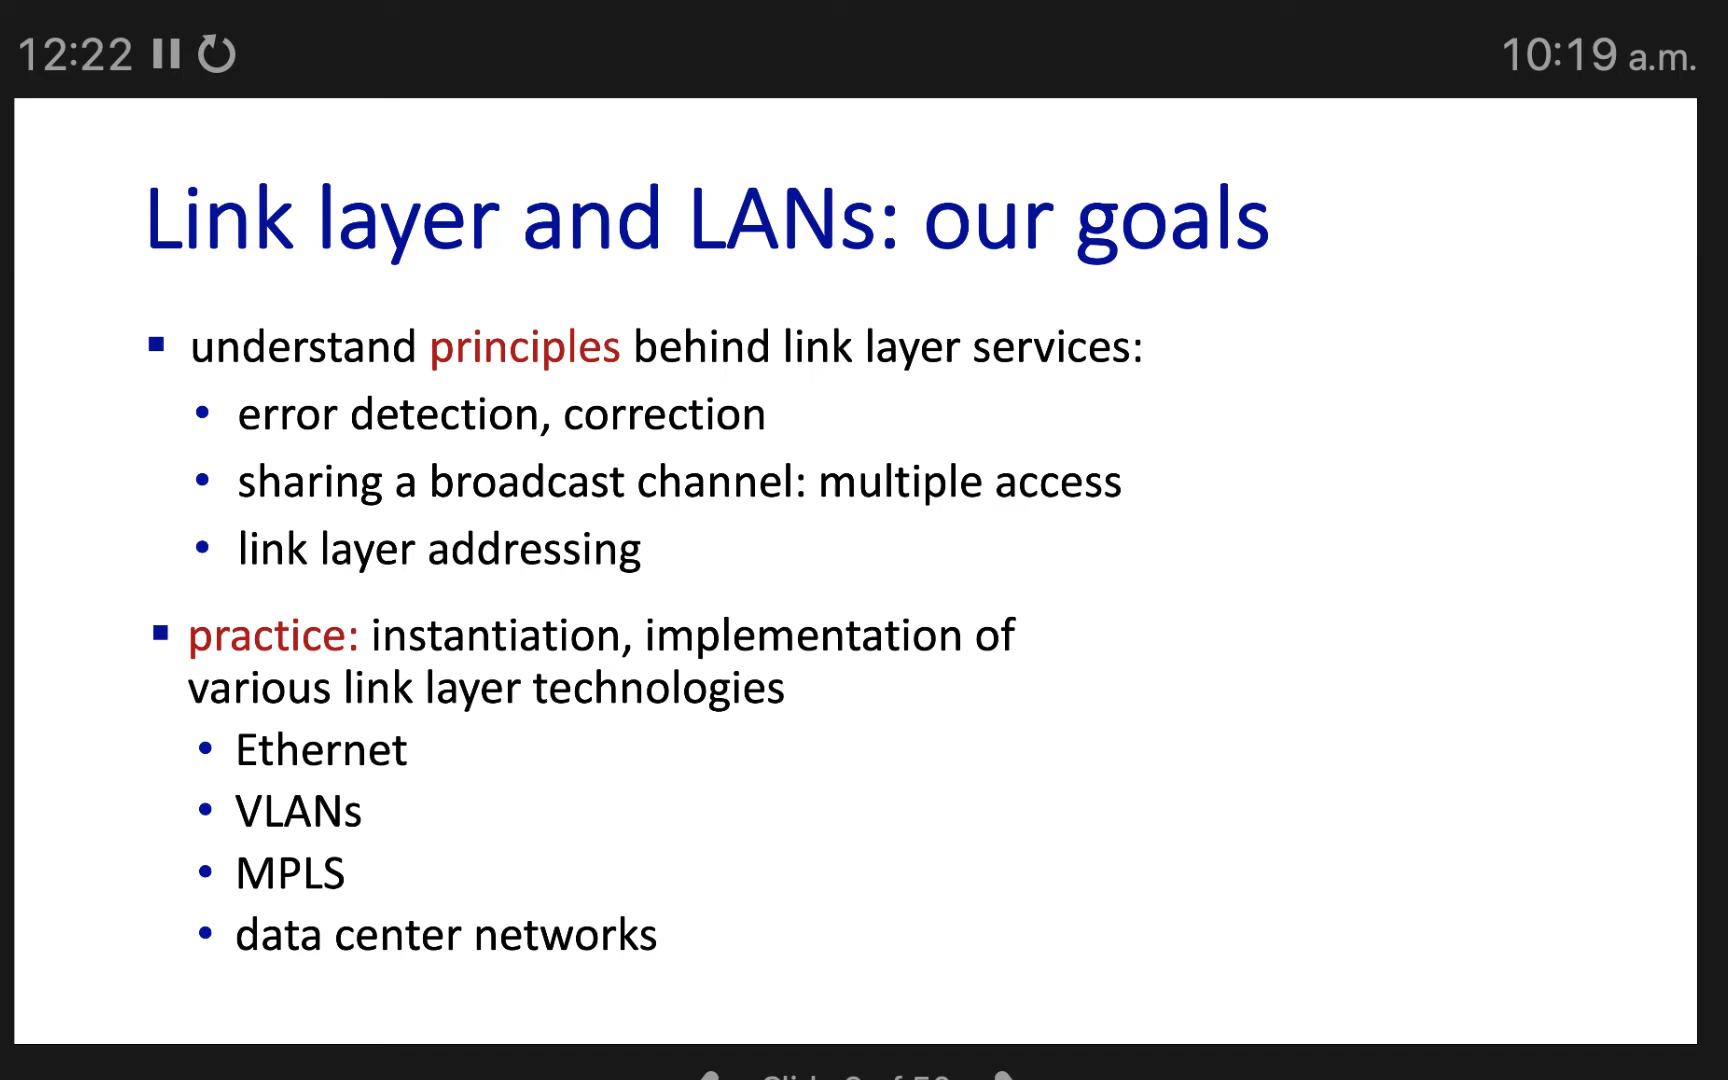 12:22
10:19 a.m.
Link layer and LANs: our goals
understand principles behind link layer services:
error detection, correction
sharing a broadcast channel: multiple access
link layer addressing
practice: instantiation, implementation of
various link layer technologies
Ethernet
VLANs
MPLS
data center networks